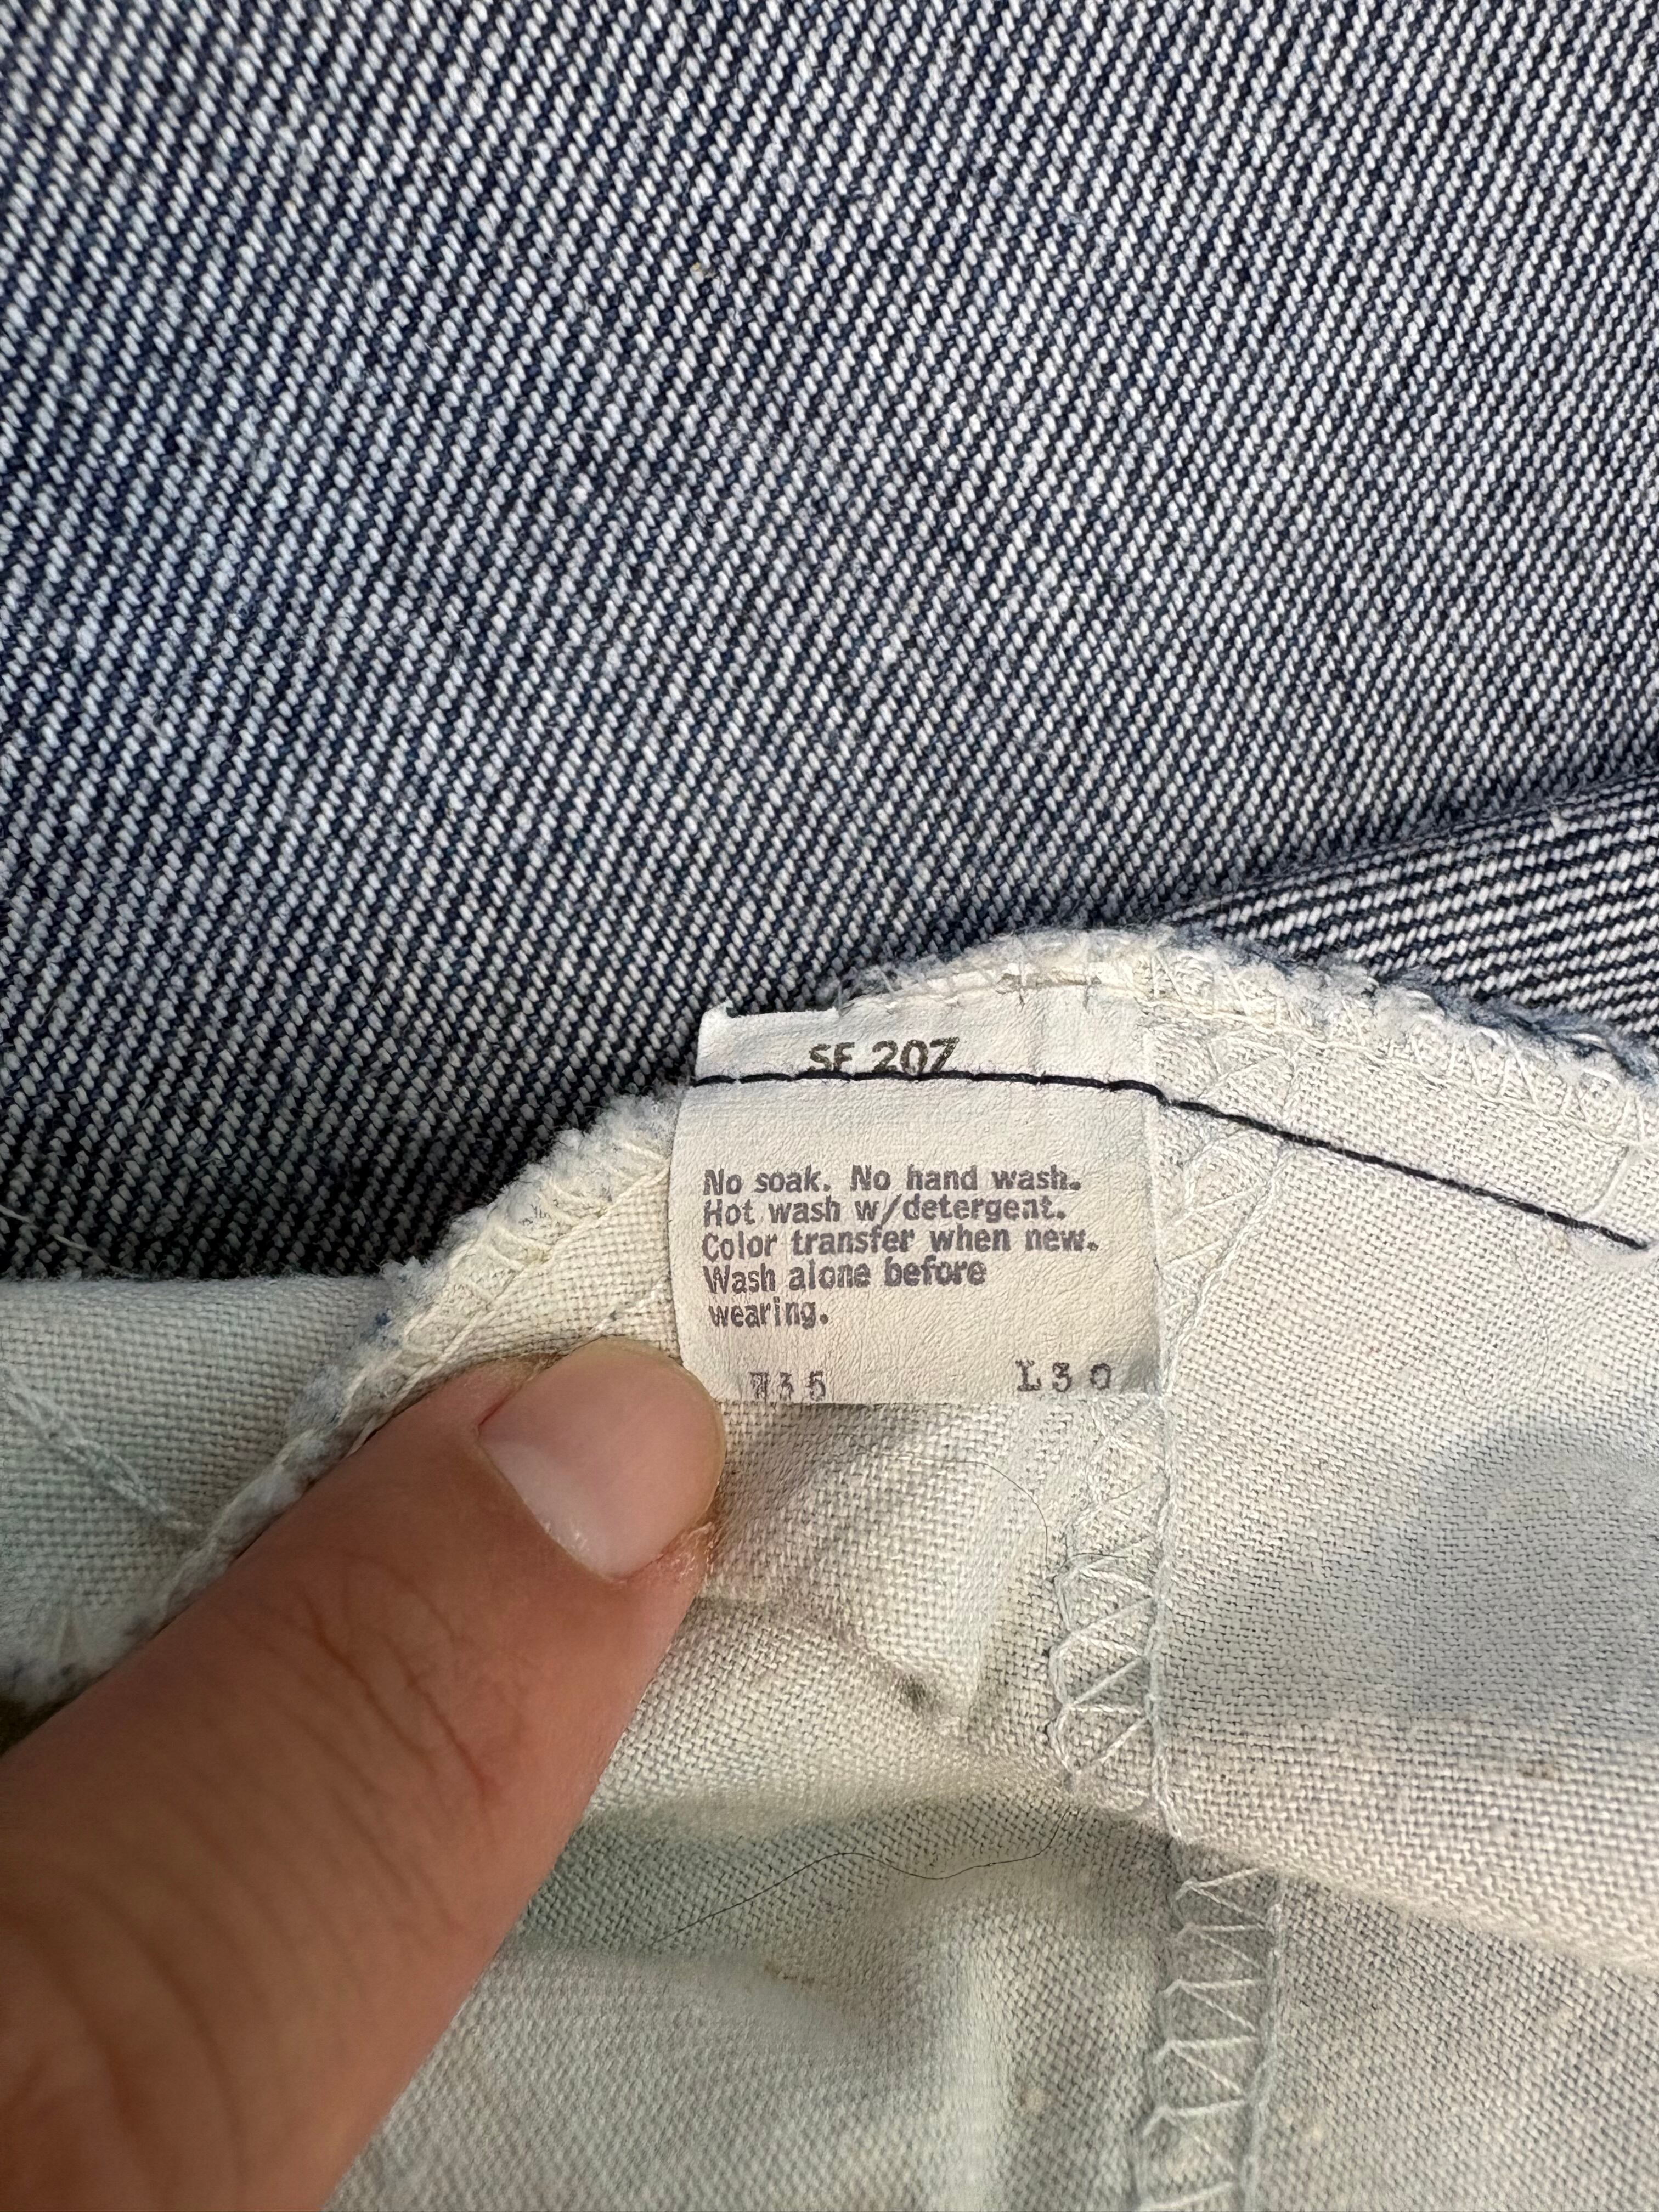 SF 207
No soak. No hand wash.
Hot wash w/detergent.
Color transfer when new.
Wash alone before
wearing.
W35 L30